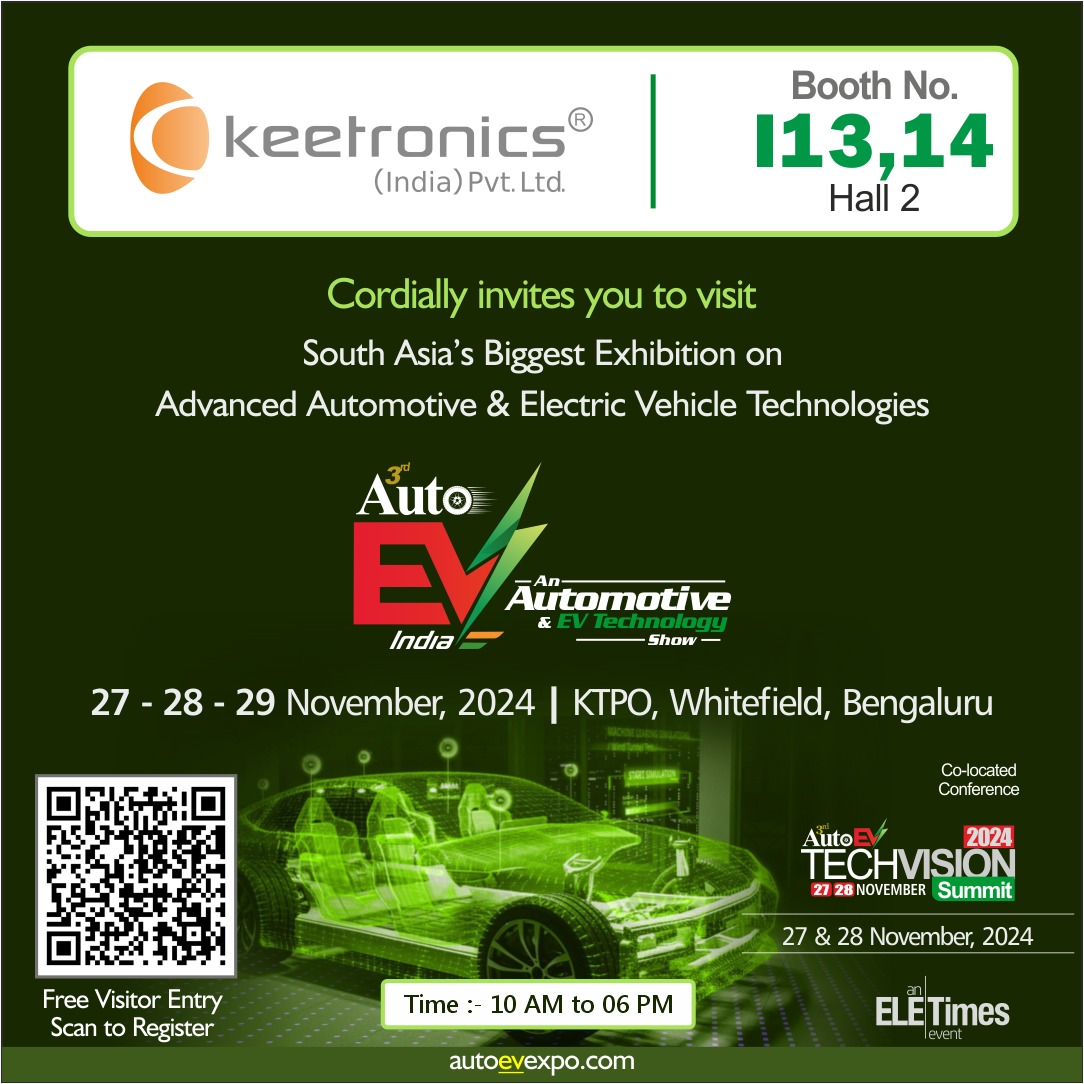 keetronics®
(India) Pvt. Ltd.
Booth No.
I13,14
Hall 2
Cordially invites you to visit
South Asia's Biggest Exhibition on
Advanced Automotive & Electric Vehicle Technologies
3rd
Auto
EV
India
An
Automotive
& EV Technology
Show
27 - 28 - 29 November, 2024 | KTPO, Whitefield, Bengaluru
START SIMULATION
Co-located
Conference
3rd
Auto EV
2024
TECHVISION
27 28 NOVEMBER Summit
27 & 28 November, 2024
Free Visitor Entry
Scan to Register
Time :- 10 AM to 06 PM
an
ELETimes
event
autoevexpo.com